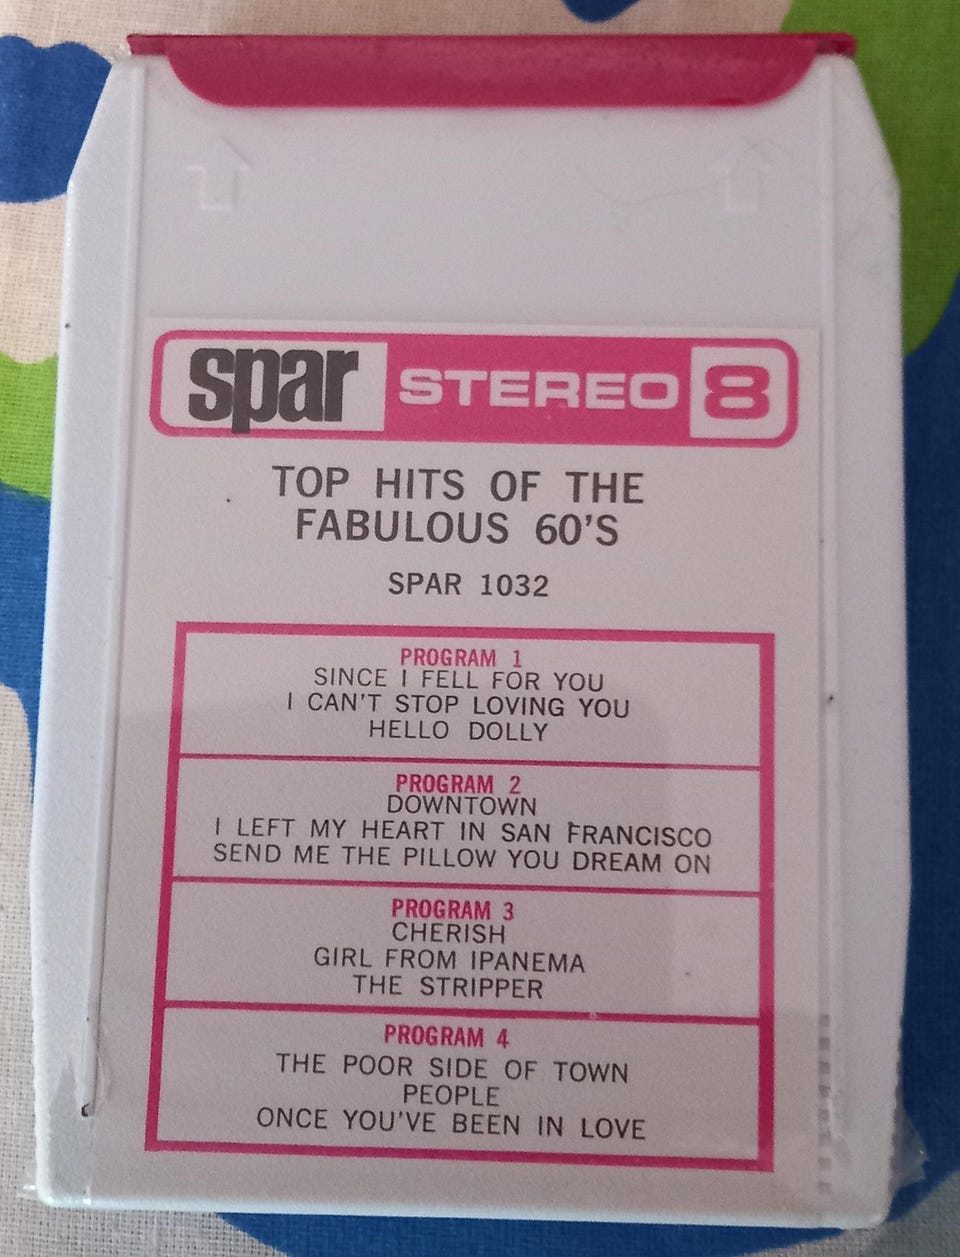 spar STEREO 8
TOP HITS OF THE
FABULOUS 60'S
SPAR 1032
PROGRAM 1
SINCE I FELL FOR YOU
I CAN'T STOP LOVING YOU
HELLO DOLLY
PROGRAM 2
DOWNTOWN
I LEFT MY HEART IN SAN FRANCISCO
SEND ME THE PILLOW YOU DREAM ON
PROGRAM 3
CHERISH
GIRL FROM IPANEMA
THE STRIPPER
PROGRAM 4
THE POOR SIDE OF TOWN
PEOPLE
ONCE YOU'VE BEEN IN LOVE